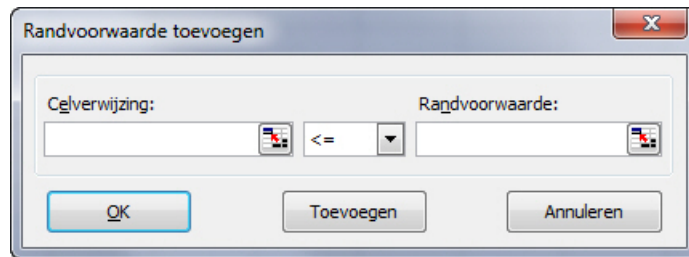 Randvoorwaarde toevoegen
Celverwijzing: Randvoorwaarde:
<=
OK Toevoegen Annuleren